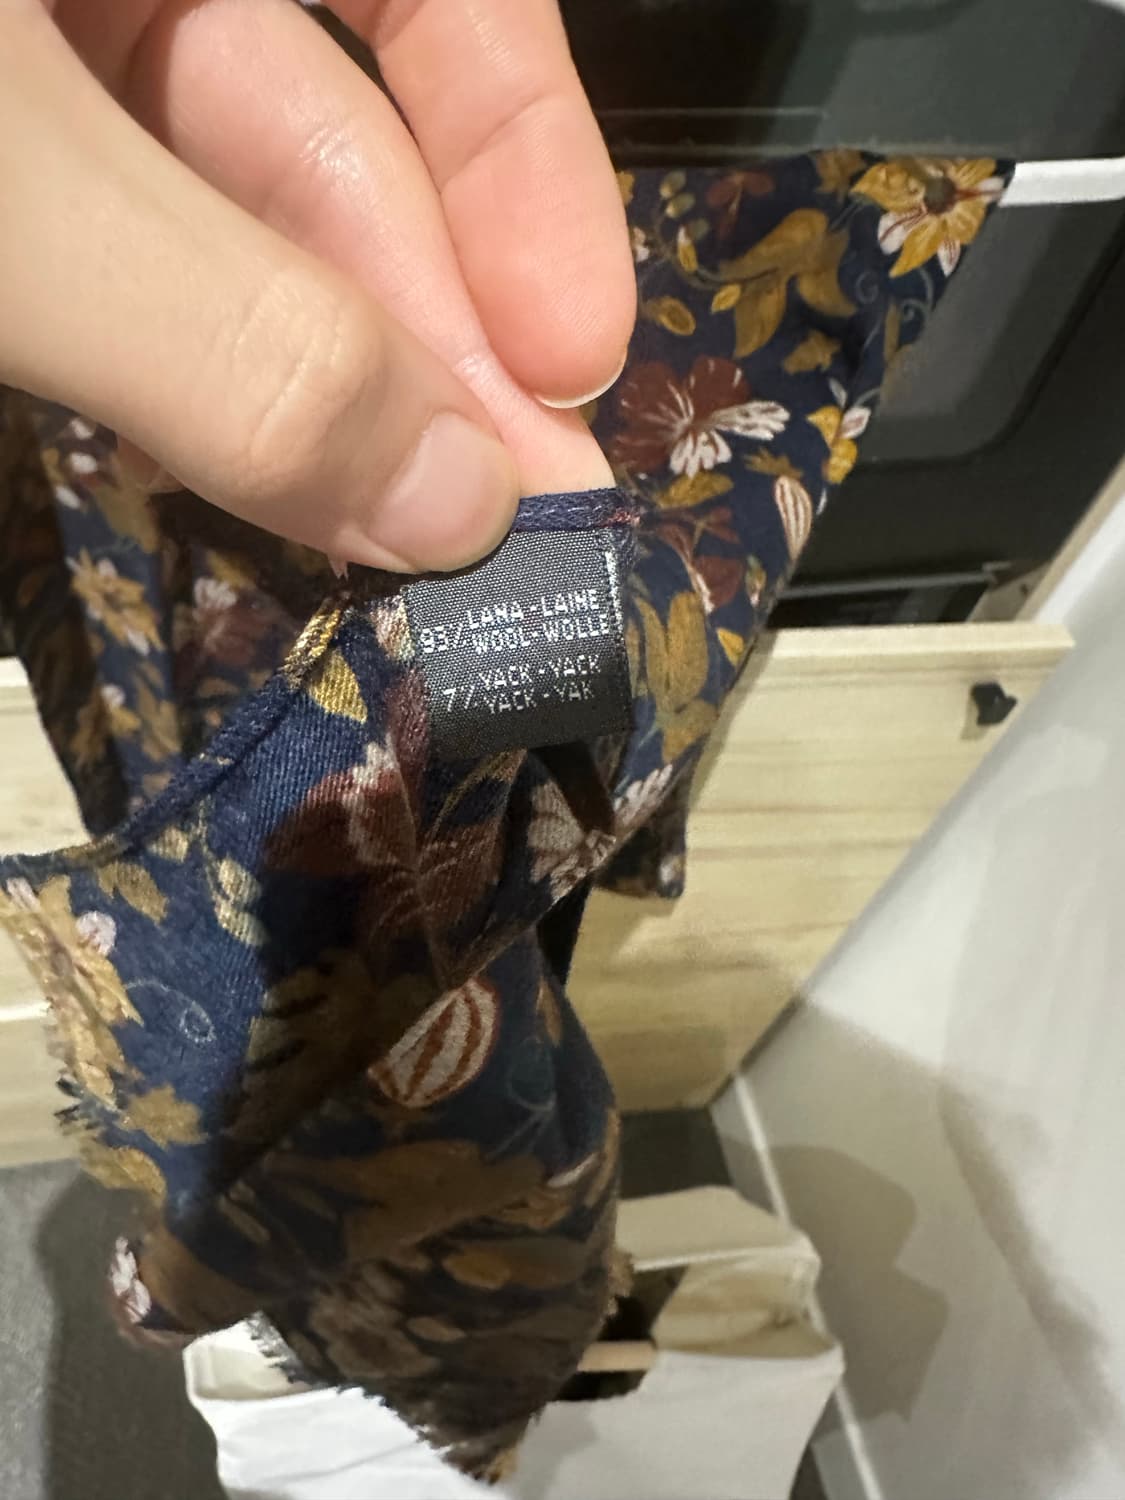 LANA - LAINE
93% WOOL-WOLLE
YACK - YACK
7% YACK - YAK